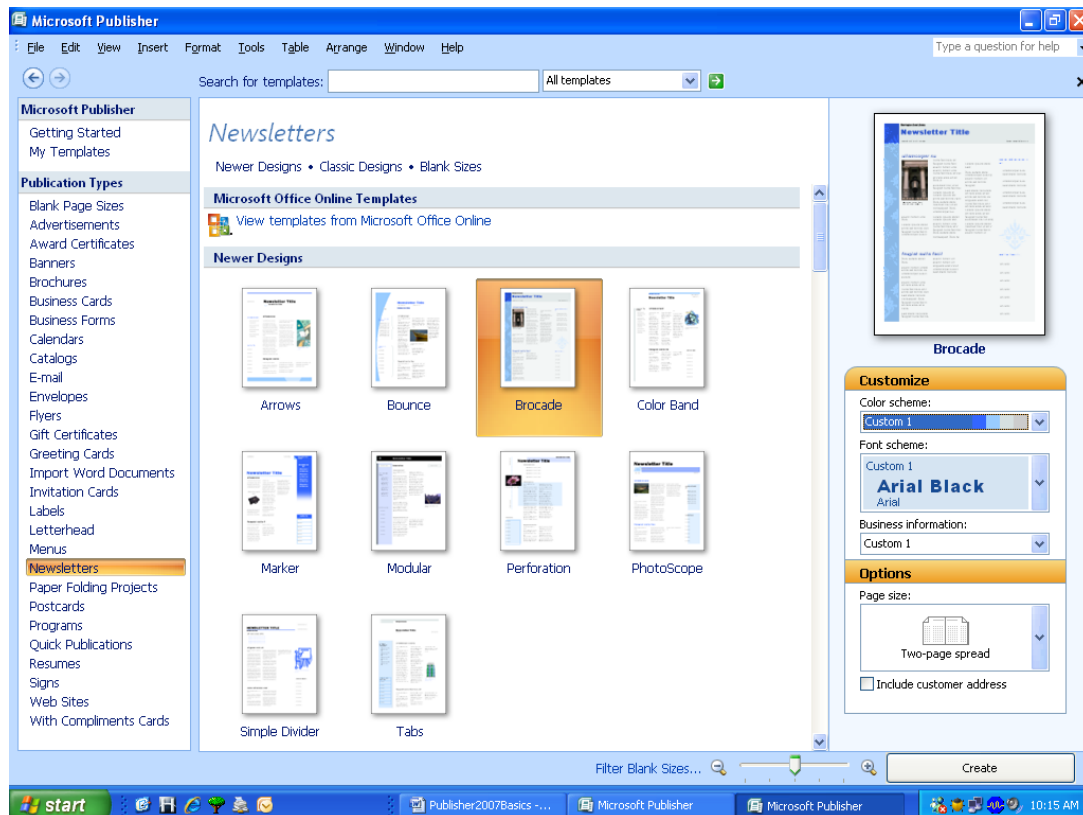 Microsoft Publisher
File Edit View Insert Format Tools Table Arrange Window Help
Type a question for help
Search for templates:
All templates
Microsoft Publisher
Getting Started
My Templates
Publication Types
Blank Page Sizes
Advertisements
Award Certificates
Banners
Brochures
Business Cards
Business Forms
Calendars
Catalogs
E-mail
Envelopes
Flyers
Gift Certificates
Greeting Cards
Import Word Documents
Invitation Cards
Labels
Letterhead
Menus
Newsletters
Paper Folding Projects
Postcards
Programs
Quick Publications
Resumes
Signs
Web Sites
With Compliments Cards
Newsletters
Newer Designs • Classic Designs • Blank Sizes
Microsoft Office Online Templates
View templates from Microsoft Office Online
Newer Designs
Arrows Bounce Brocade Color Band
Marker Modular Perforation PhotoScope
Simple Divider Tabs
Newsletter Title
Brocade
Customize
Color scheme:
Custom 1
Font scheme:
Custom 1
Arial Black
Arial
Business information:
Custom 1
Options
Page size:
Two-page spread
Include customer address
Filter Blank Sizes...
Create
start
Publisher2007Basics -...
Microsoft Publisher
Microsoft Publisher
10:15 AM